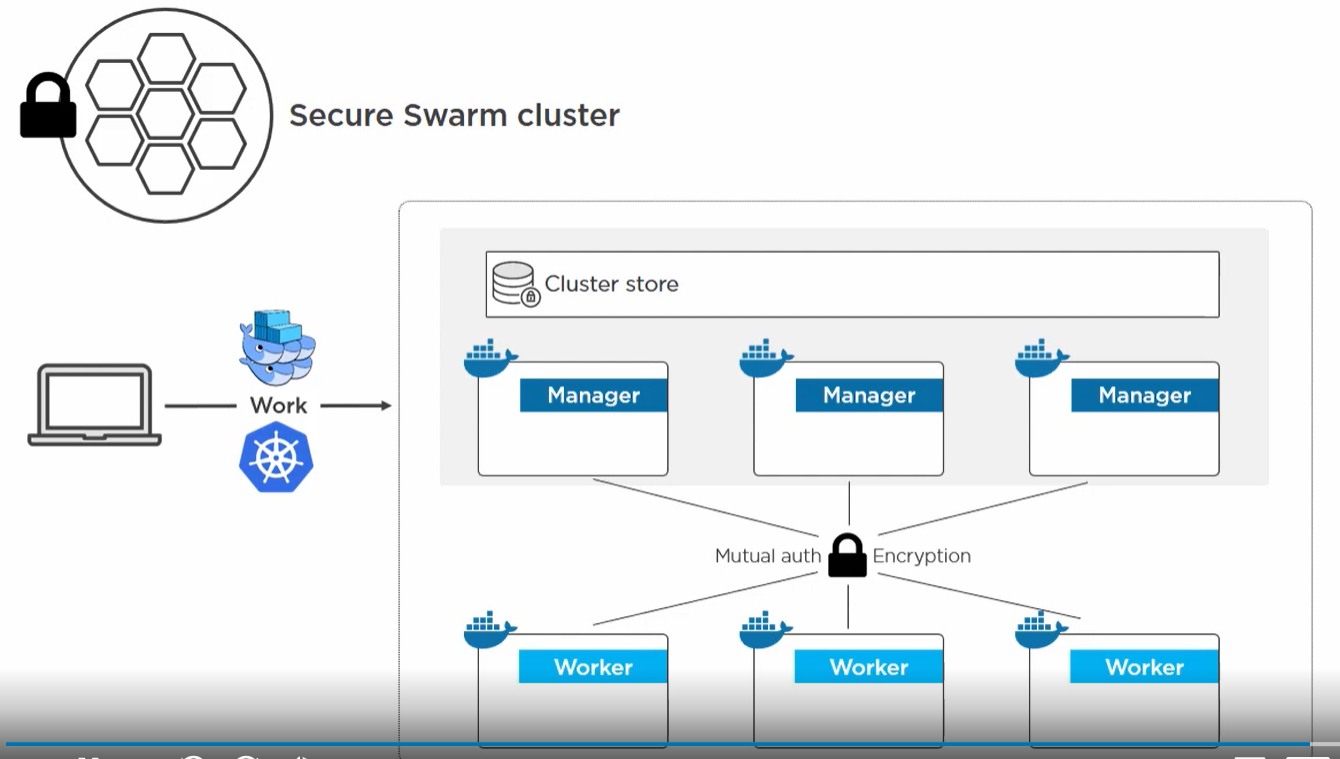 Secure Swarm cluster
Cluster store
Work
Manager
Manager
Manager
Mutual auth
Encryption
Worker
Worker
Worker